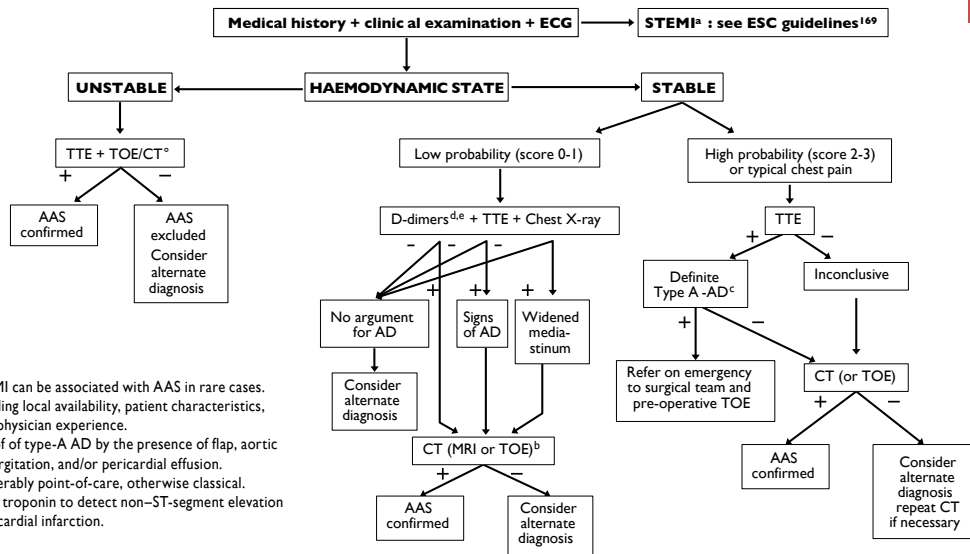 Medical history + clinic al examination + ECG
STEMIᵃ : see ESC guidelines¹⁶⁹
UNSTABLE
HAEMODYNAMIC STATE
STABLE
TTE + TOE/CT°
+
–
AAS
confirmed
AAS
excluded
Consider
alternate
diagnosis
Low probability (score 0-1)
High probability (score 2-3)
or typical chest pain
D-dimersᵈ,ᵉ + TTE + Chest X-ray
-
-
-
+
+
+
No argument
for AD
Signs
of AD
Widened
media-
stinum
Consider
alternate
diagnosis
CT (MRI or TOE)ᵇ
+
–
AAS
confirmed
Consider
alternate
diagnosis
TTE
+
–
Definite
Type A -ADᶜ
Inconclusive
+
–
Refer on emergency
to surgical team and
pre-operative TOE
CT (or TOE)
+
–
AAS
confirmed
Consider
alternate
diagnosis
repeat CT
if necessary
can be associated with AAS in rare cases.
local availability, patient characteristics,
physician experience.
of type-A AD by the presence of flap, aortic
and/or pericardial effusion.
point-of-care, otherwise classical.
troponin to detect non–ST-segment elevation
infarction.